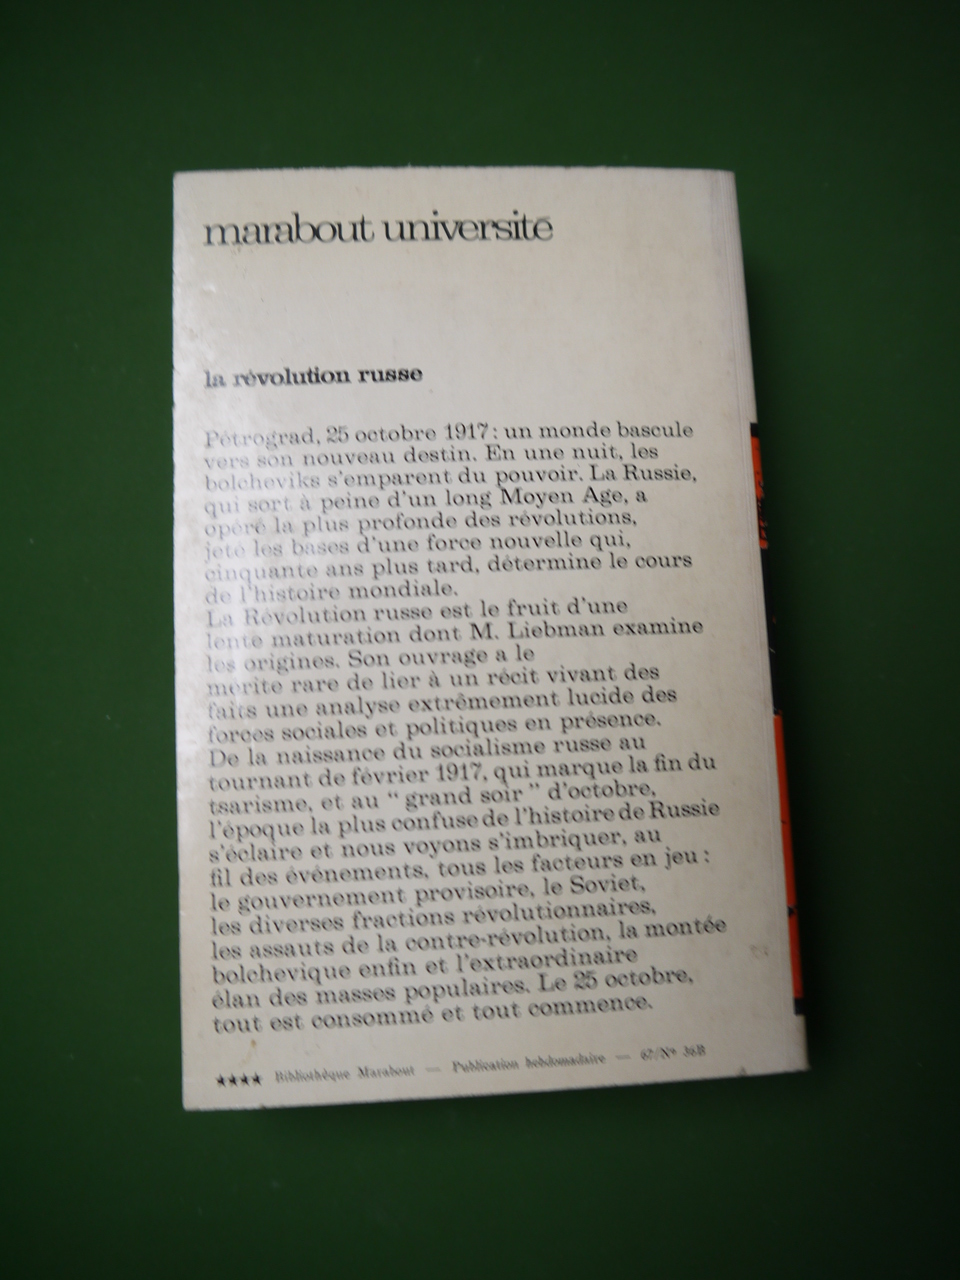 marabout université
la révolution russe
Pétrograd, 25 octobre 1917 : un monde bascule
vers son nouveau destin. En une nuit, les
bolcheviks s'emparent du pouvoir. La Russie,
qui sort à peine d'un long Moyen Age, a
opéré la plus profonde des révolutions,
jeté les bases d'une force nouvelle qui,
cinquante ans plus tard, détermine le cours
de l'histoire mondiale.
La Révolution russe est le fruit d'une
lente maturation dont M. Liebman examine
les origines. Son ouvrage a le
mérite rare de lier à un récit vivant des
faits une analyse extrêmement lucide des
forces sociales et politiques en présence.
De la naissance du socialisme russe au
tournant de février 1917, qui marque la fin du
tsarisme, et au “ grand soir ” d'octobre,
l'époque la plus confuse de l'histoire de Russie
s'éclaire et nous voyons s'imbriquer, au
fil des événements, tous les facteurs en jeu :
le gouvernement provisoire, le Soviet,
les diverses fractions révolutionnaires,
les assauts de la contre-révolution, la montée
bolchevique enfin et l'extraordinaire
élan des masses populaires. Le 25 octobre,
tout est consommé et tout commence.
★★★★ Bibliothèque Marabout — Publication hebdomadaire — 67/N° 36B